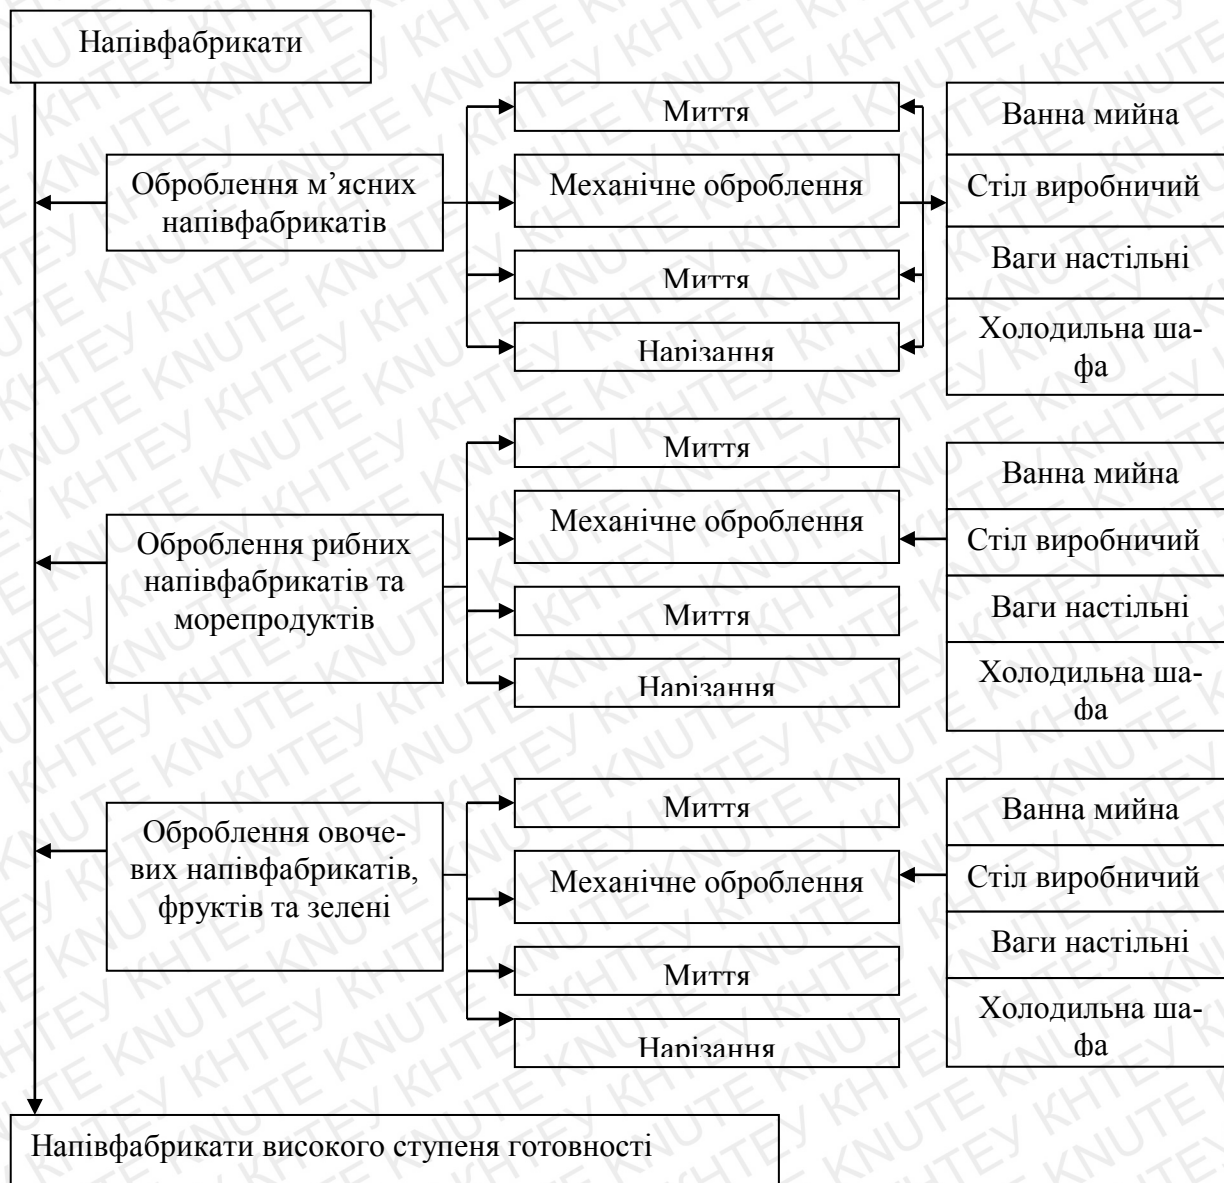 Напівфабрикати
Оброблення м’ясних
напівфабрикатів
Миття
Механічне оброблення
Миття
Нарізання
Ванна мийна
Стіл виробничий
Ваги настільні
Холодильна ша-
фа
Оброблення рибних
напівфабрикатів та
морепродуктів
Миття
Механічне оброблення
Миття
Нарізання
Ванна мийна
Стіл виробничий
Ваги настільні
Холодильна ша-
фа
Оброблення овоче-
вих напівфабрикатів,
фруктів та зелені
Миття
Механічне оброблення
Миття
Нарізання
Ванна мийна
Стіл виробничий
Ваги настільні
Холодильна ша-
фа
Напівфабрикати високого ступеня готовності